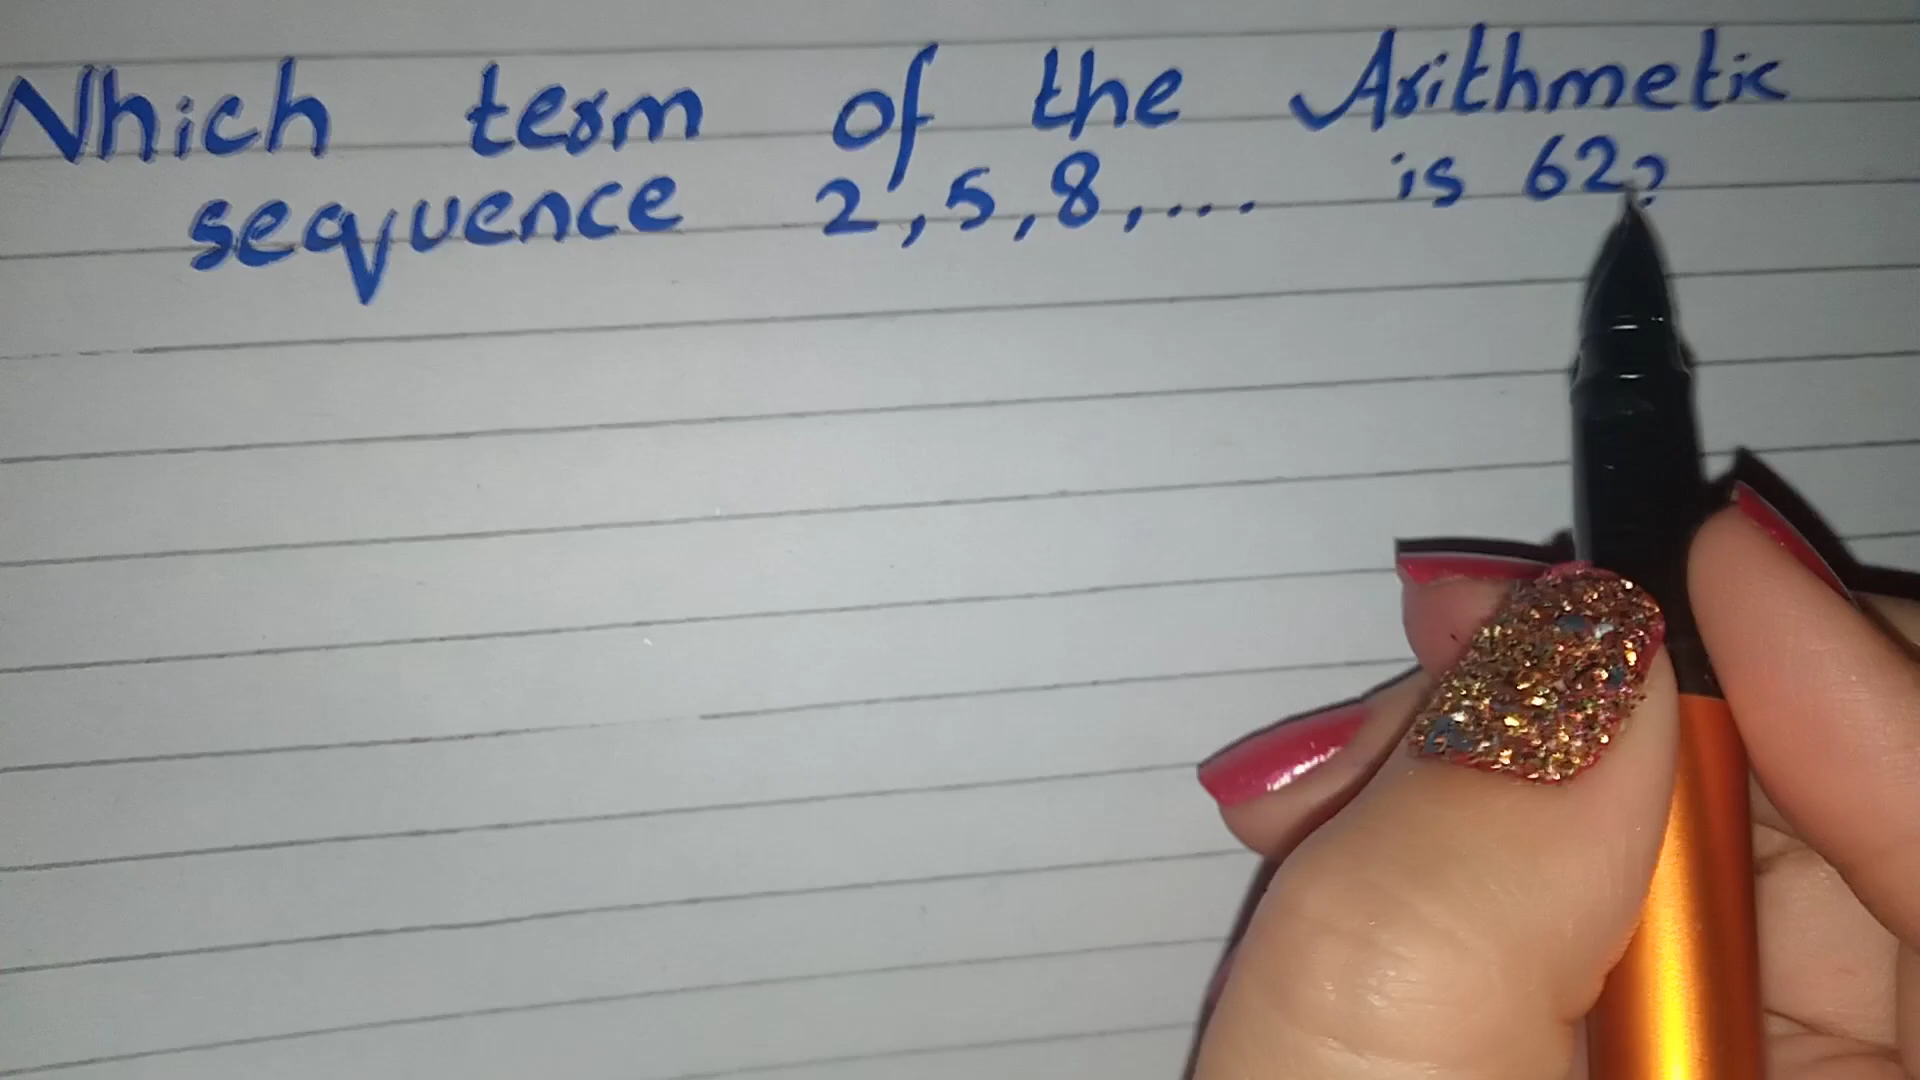 Which term of the Arithmetic
sequence 2,5,8,... is 62?